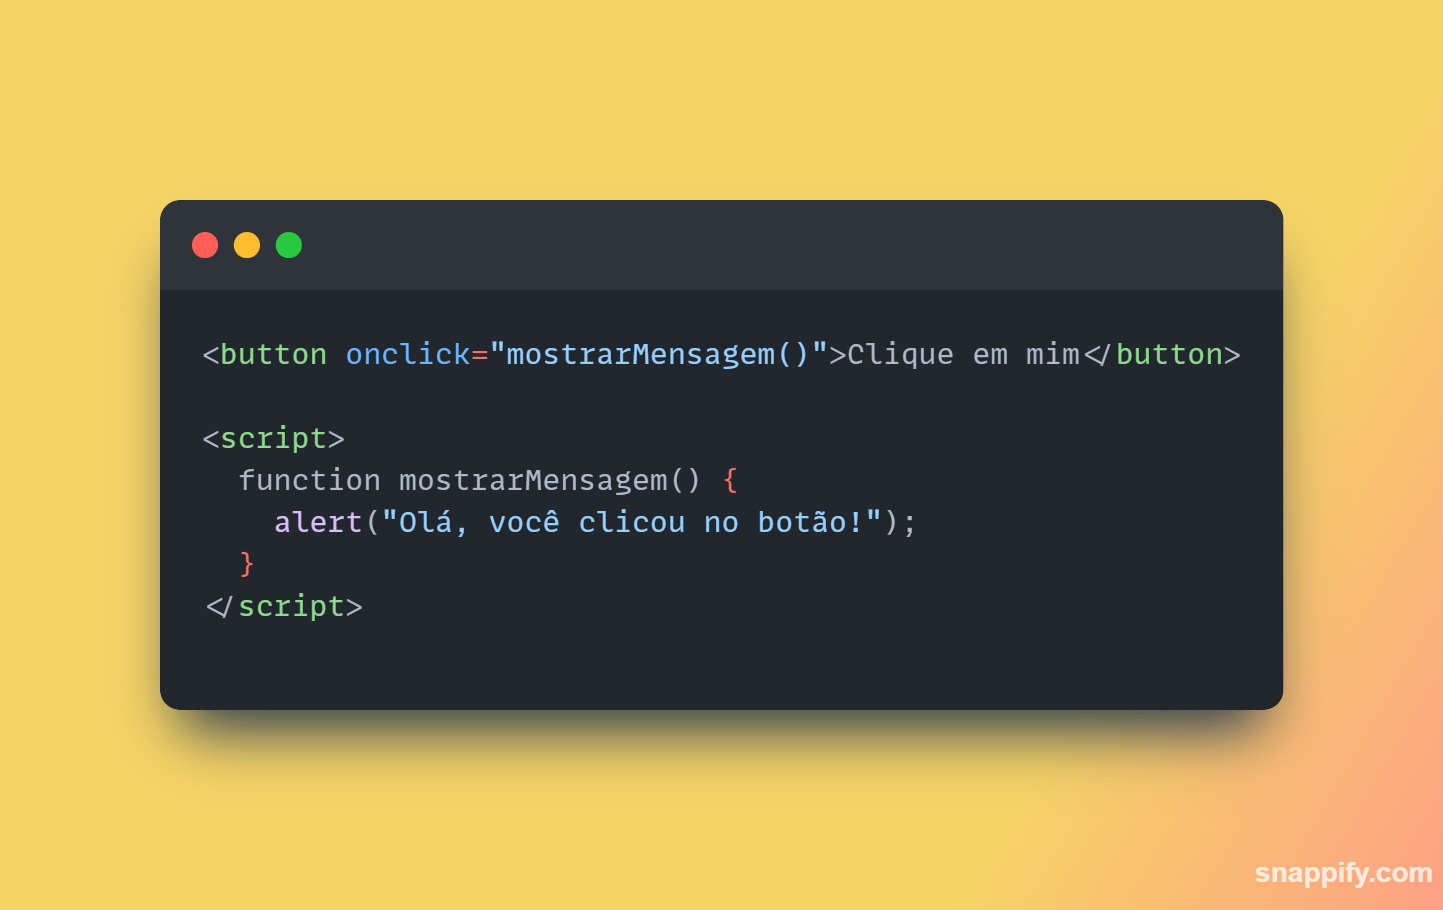 <button onclick="mostrarMensagem()">Clique em mim</button>
<script>
function mostrarMensagem() {
alert("Olá, você clicou no botão!");
}
</script>
snappify.com